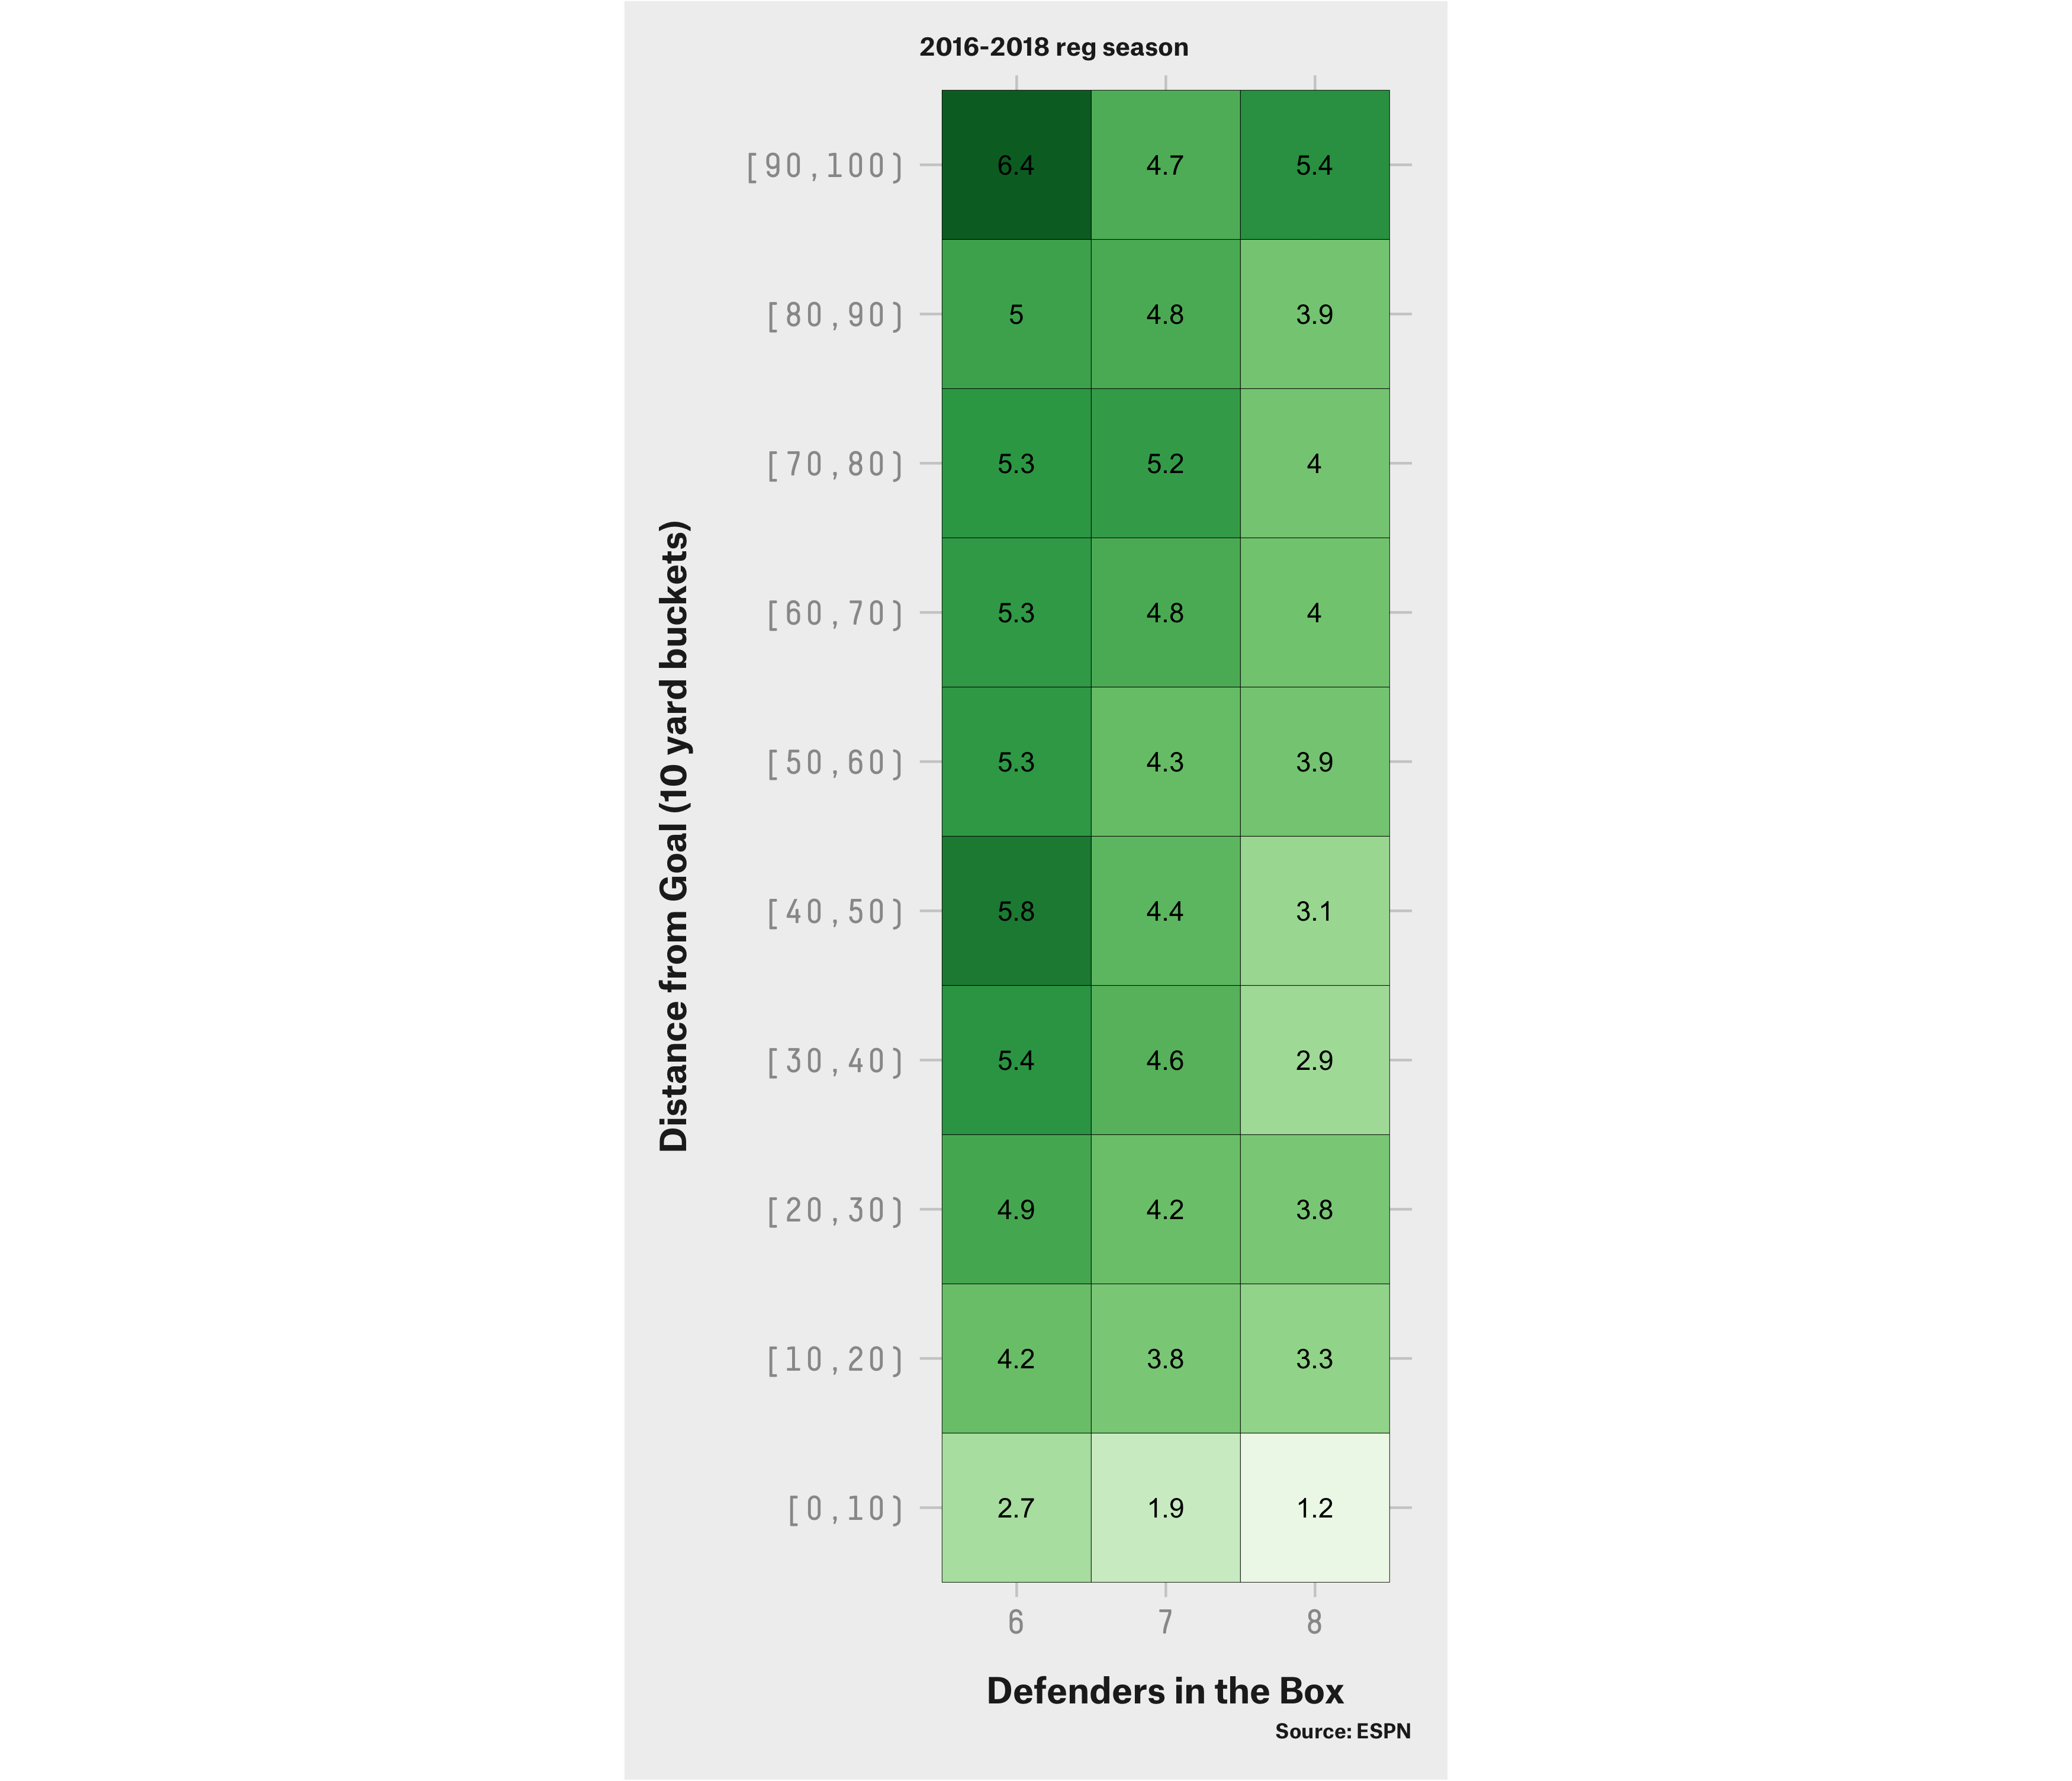 2016-2018 reg season
Distance from Goal (10 yard buckets)
[90,100) 6.4 4.7 5.4
[80,90) 5 4.8 3.9
[70,80) 5.3 5.2 4
[60,70) 5.3 4.8 4
[50,60) 5.3 4.3 3.9
[40,50) 5.8 4.4 3.1
[30,40) 5.4 4.6 2.9
[20,30) 4.9 4.2 3.8
[10,20) 4.2 3.8 3.3
[0,10) 2.7 1.9 1.2
6 7 8
Defenders in the Box
Source: ESPN